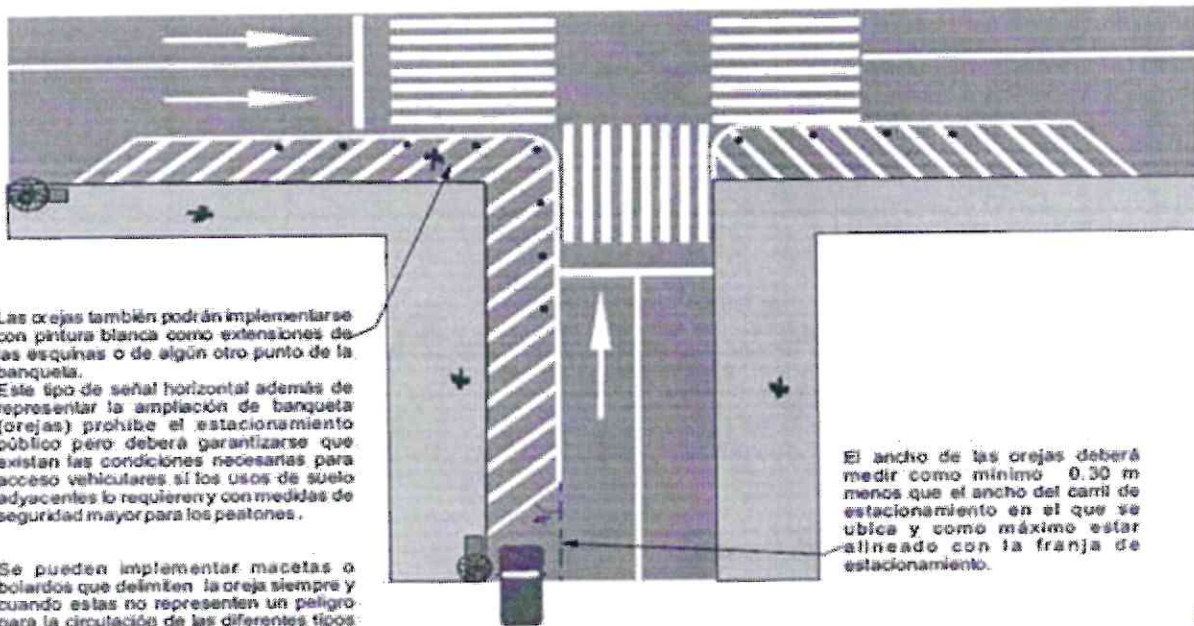 Las orejas también podrán implementarse
con pintura blanca como extensiones de
las esquinas o de algún otro punto de la
banqueta.
Este tipo de señal horizontal además de
representar la ampliación de banqueta
(orejas) prohibe el estacionamiento
público pero deberá garantizarse que
existan las condiciones necesarias para
acceso vehiculares si los usos de suelo
adyacentes lo requieren y con medidas de
seguridad mayor para los peatones.
Se pueden implementar macetas o
bolardos que delimiten la oreja siempre y
cuando estas no representen un peligro
para la circulación de las diferentes tipos
El ancho de las orejas deberá
medir como mínimo 0.30 m
menos que el ancho del carril de
estacionamiento en el que se
ubica y como máximo estar
alineado con la franja de
estacionamiento.